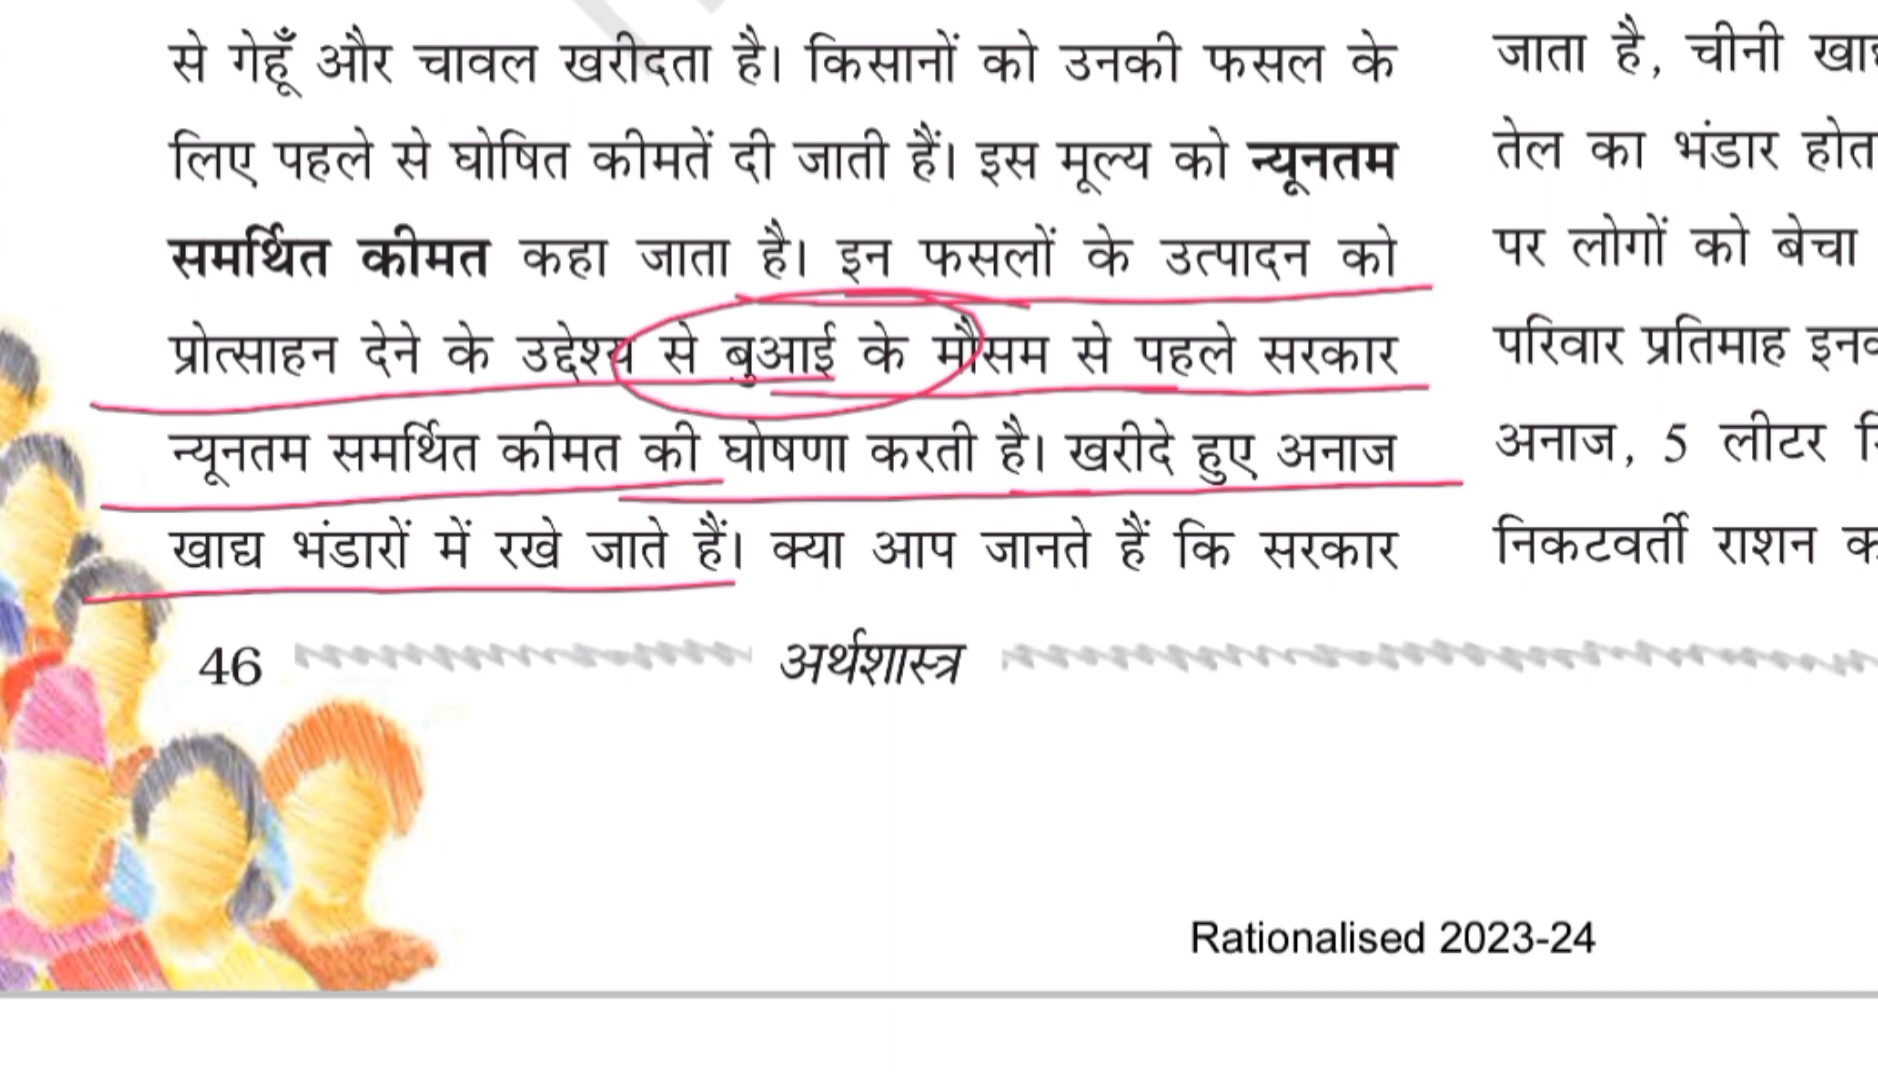 से गेहूँ और चावल खरीदता है। किसानों को उनकी फसल के
लिए पहले से घोषित कीमतें दी जाती हैं। इस मूल्य को न्यूनतम
समर्थित कीमत कहा जाता है। इन फसलों के उत्पादन को
प्रोत्साहन देने के उद्देश्य से बुआई के मौसम से पहले सरकार
न्यूनतम समर्थित कीमत की घोषणा करती है। खरीदे हुए अनाज
खाद्य भंडारों में रखे जाते हैं। क्या आप जानते हैं कि सरकार
जाता है, चीनी
तेल का भंडार
पर लोगों को बेचा
परिवार प्रतिमाह
अनाज, 5 लीटर
निकटवर्ती राशन
46 अर्थशास्त्र
Rationalised 2023-24